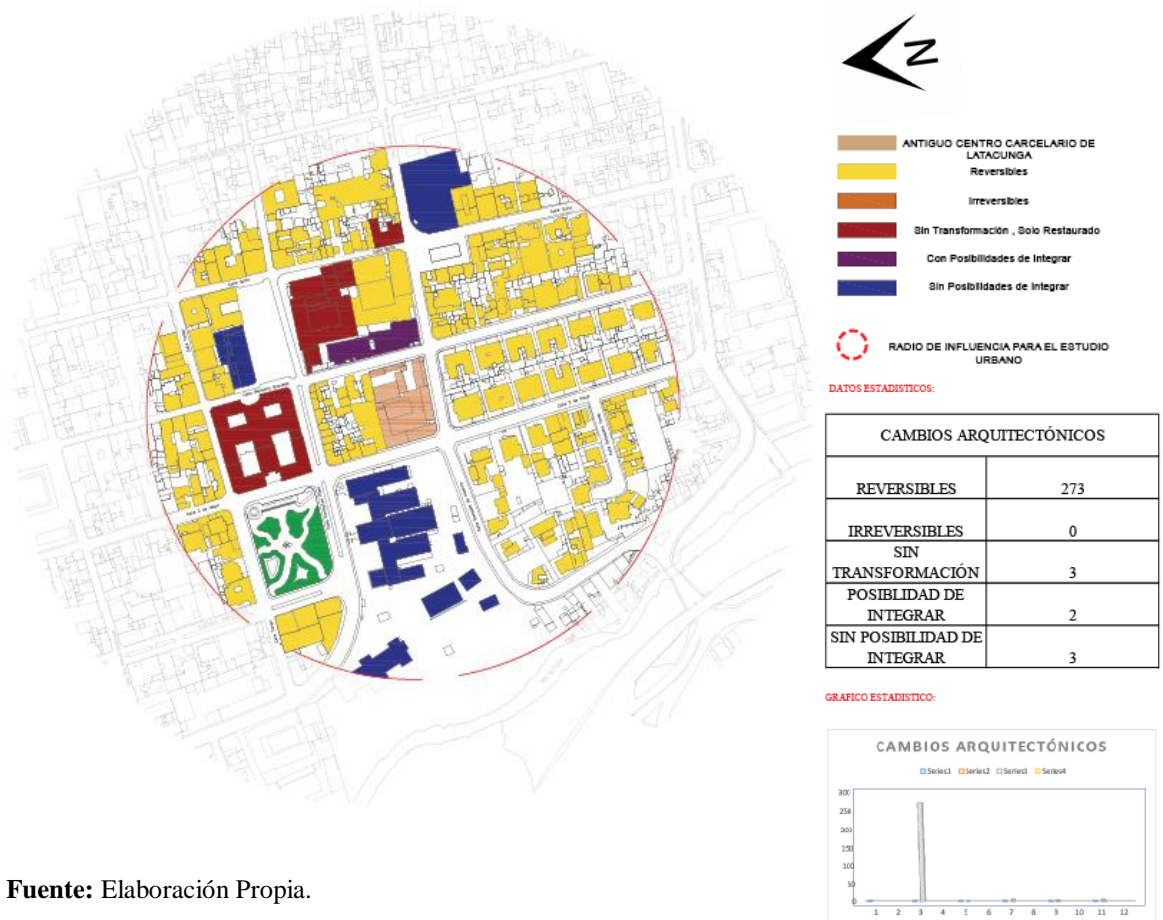 N
ANTIGUO CENTRO CARCELARIO DE
LATACUNGA
Reversibles
Irreversibles
Sin Transformación , Solo Restaurado
Con Posibilidades de Integrar
Sin Posibilidades de Integrar
RADIO DE INFLUENCIA PARA EL ESTUDIO
URBANO
DATOS ESTADISTICOS:
CAMBIOS ARQUITECTÓNICOS
REVERSIBLES 273
IRREVERSIBLES 0
SIN
TRANSFORMACIÓN 3
POSIBLIDAD DE
INTEGRAR 2
SIN POSIBILIDAD DE
INTEGRAR 3
GRAFICO ESTADISTICO:
CAMBIOS ARQUITECTÓNICOS
Series1 Series2 Series3 Series4
300
250
200
150
100
50
0
1 2 3 4 5 6 7 8 9 10 11 12
Fuente: Elaboración Propia.